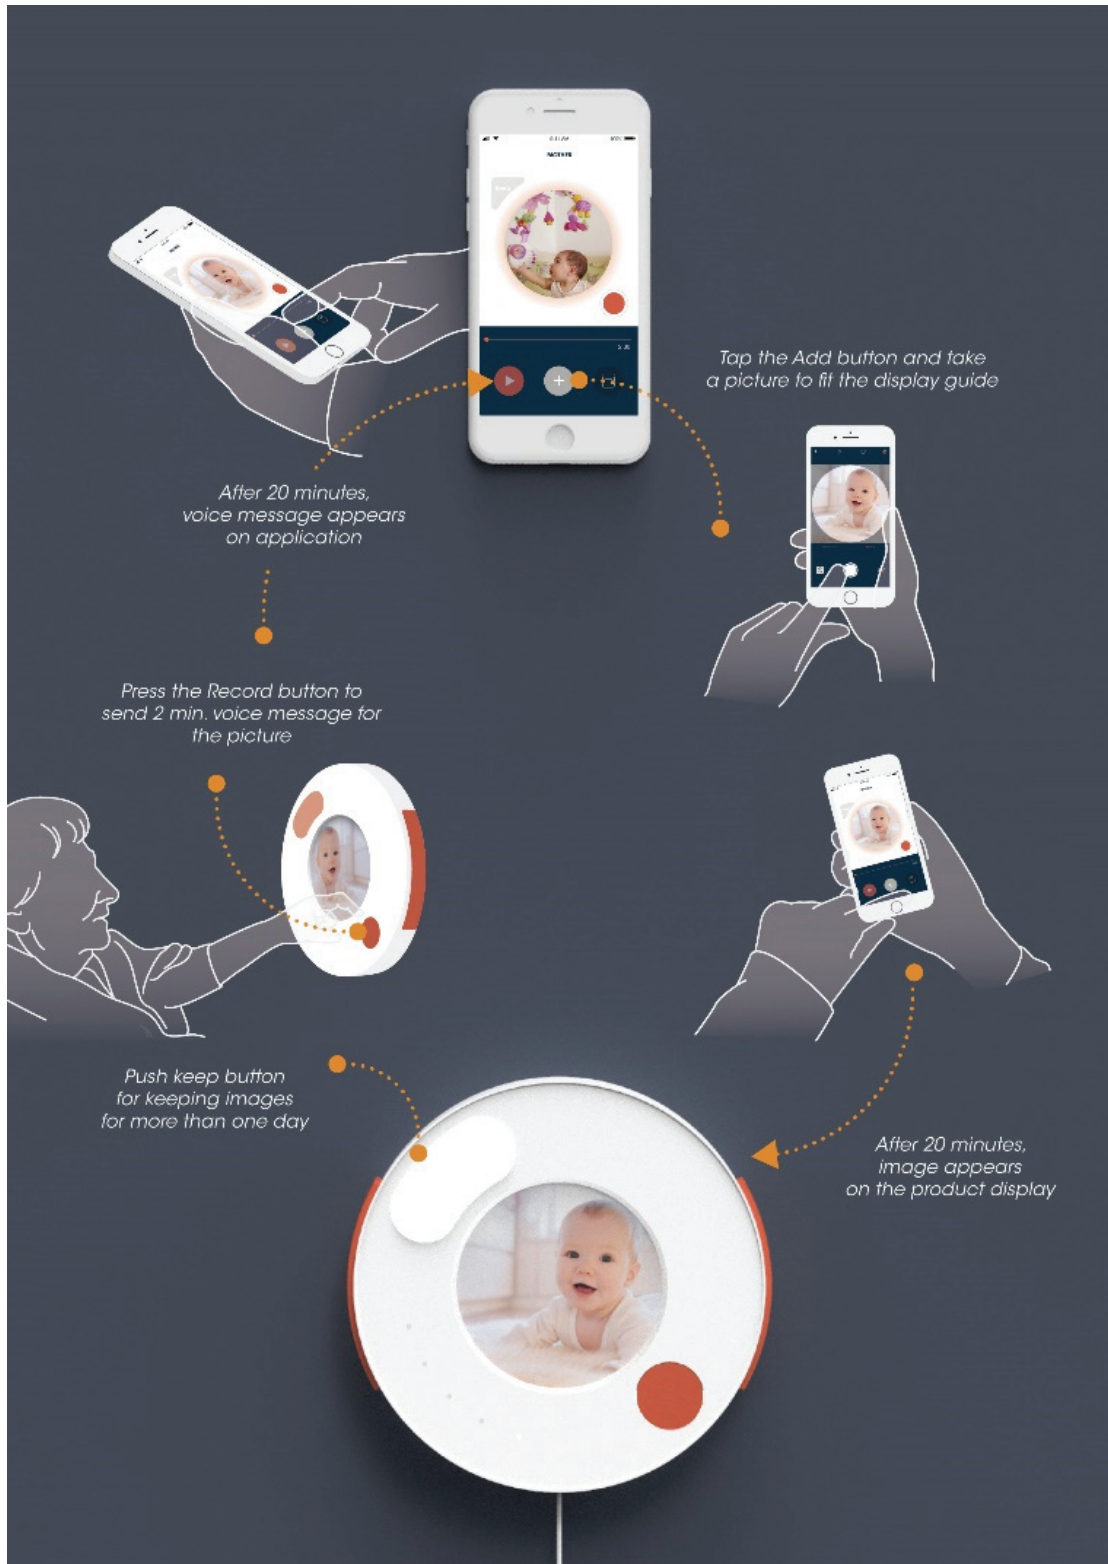 MOTHER
Tap the Add button and take
a picture to fit the display guide
After 20 minutes,
voice message appears
on application
Press the Record button to
send 2 min. voice message for
the picture
Push keep button
for keeping images
for more than one day
After 20 minutes,
image appears
on the product display